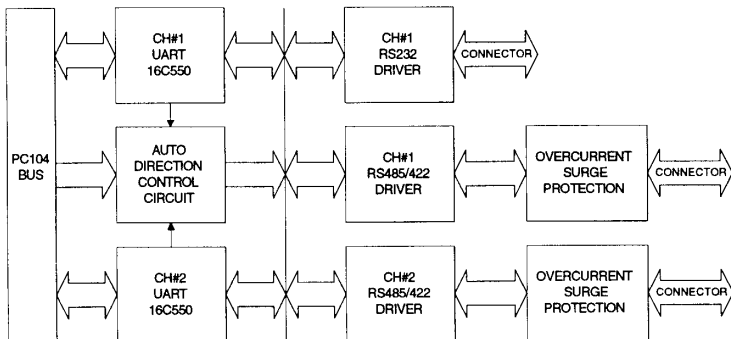 PC104
BUS
CH#1
UART
16C550
CH#1
RS232
DRIVER
CONNECTOR
AUTO
DIRECTION
CONTROL
CIRCUIT
CH#1
RS485/422
DRIVER
OVERCURRENT
SURGE
PROTECTION
CONNECTOR
CH#2
UART
16C550
CH#2
RS485/422
DRIVER
OVERCURRENT
SURGE
PROTECTION
CONNECTOR